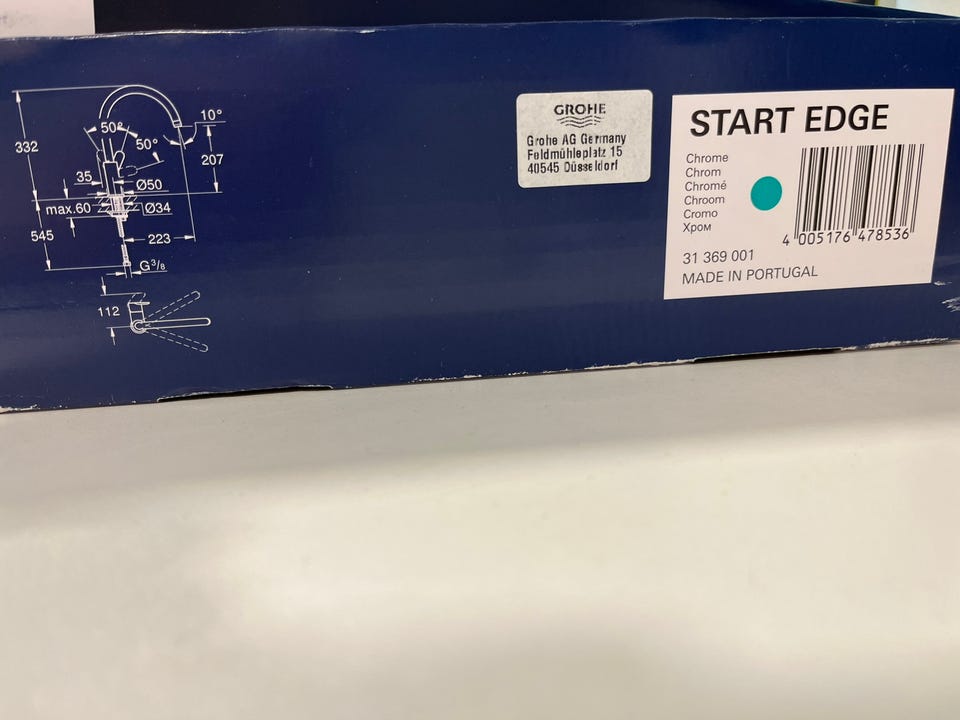 332
50°
50°
10°
207
35
Ø50
max.60
Ø34
545
223
G3/8
112
GROHE
Grohe AG Germany
Feldmühleplatz 15
40545 Düsseldorf
START EDGE
Chrome
Chrom
Chromé
Chroom
Cromo
Хром
4 005176 478536
31 369 001
MADE IN PORTUGAL